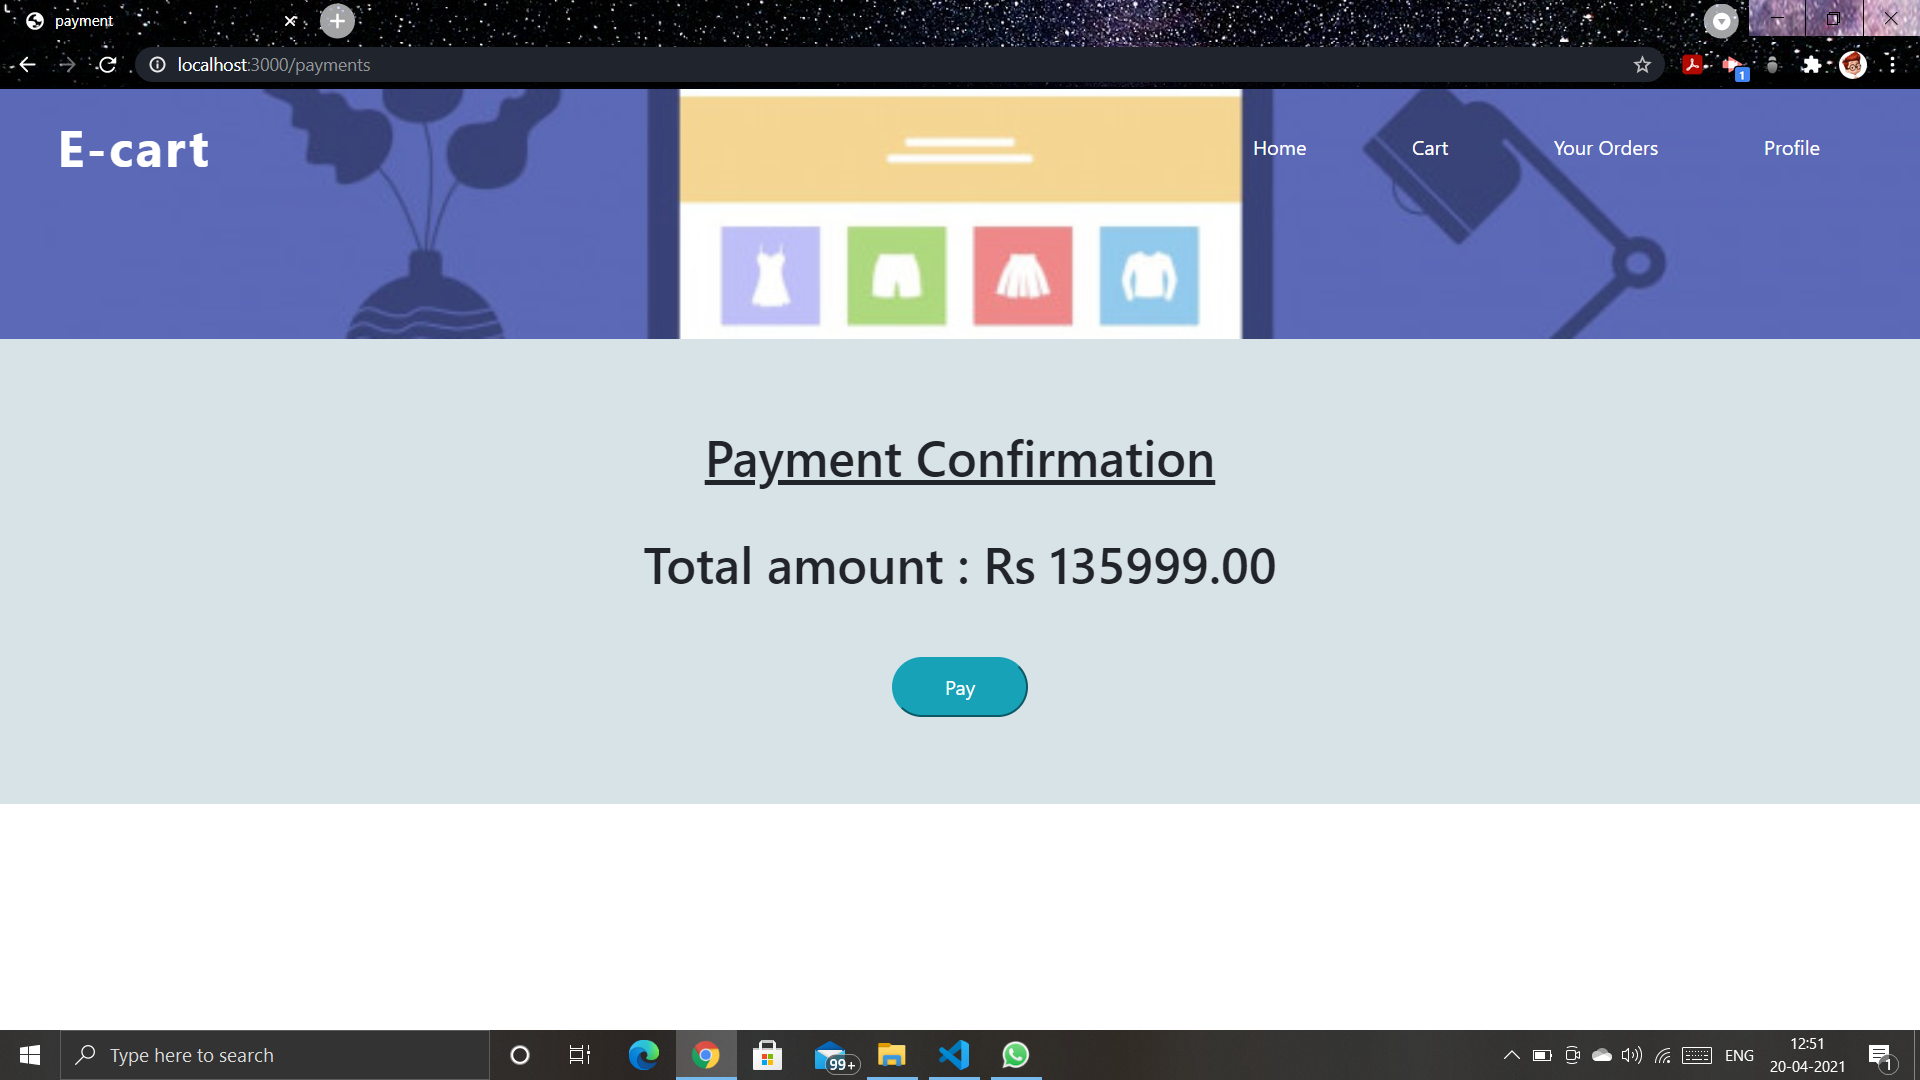 payment
localhost:3000/payments
1
E-cart
Home
Cart
Your Orders
Profile
Payment Confirmation
Total amount : Rs 135999.00
Pay
Type here to search
99+
ENG
12:51
20-04-2021
1